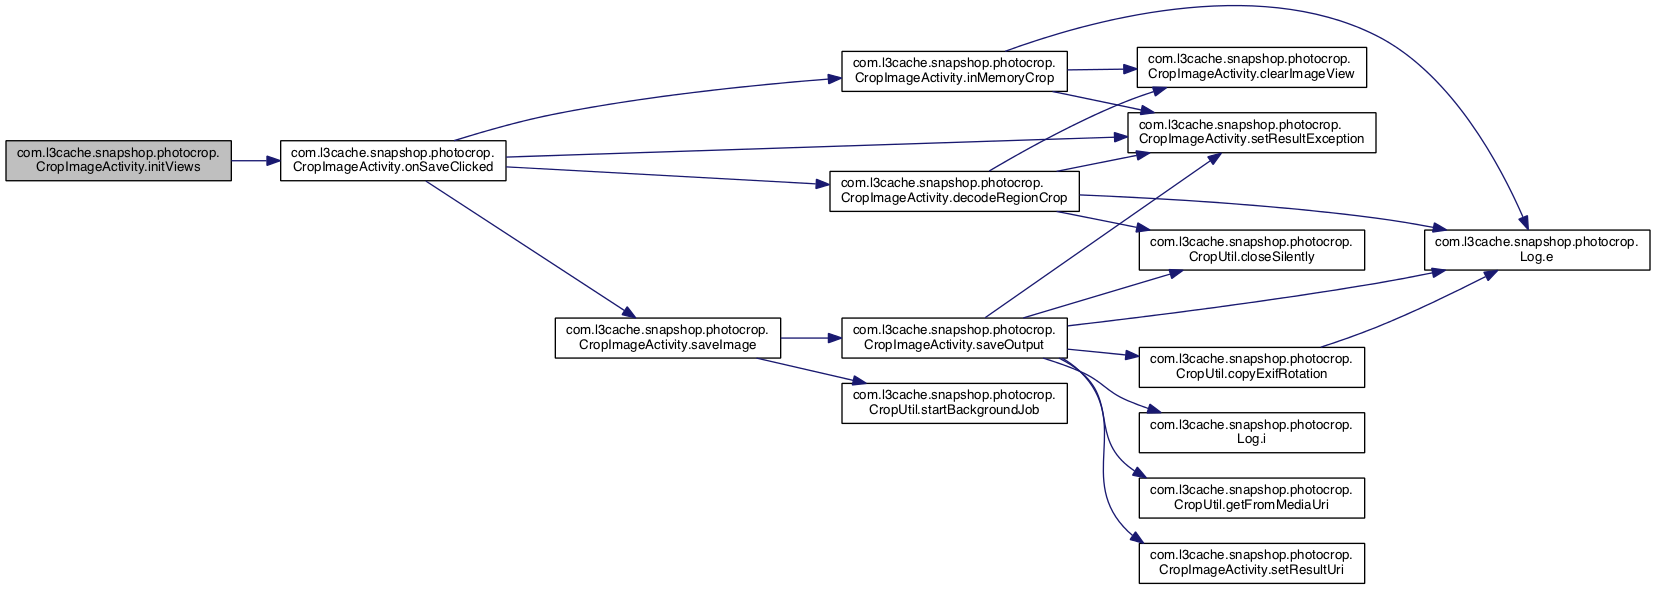 com.l3cache.snapshop.photocrop.
CropImageActivity.initViews
com.l3cache.snapshop.photocrop.
CropImageActivity.onSaveClicked
com.l3cache.snapshop.photocrop.
CropImageActivity.inMemoryCrop
com.l3cache.snapshop.photocrop.
CropImageActivity.clearImageView
com.l3cache.snapshop.photocrop.
CropImageActivity.setResultException
com.l3cache.snapshop.photocrop.
CropImageActivity.decodeRegionCrop
com.l3cache.snapshop.photocrop.
CropUtil.closeSilently
com.l3cache.snapshop.photocrop.
Log.e
com.l3cache.snapshop.photocrop.
CropImageActivity.saveImage
com.l3cache.snapshop.photocrop.
CropImageActivity.saveOutput
com.l3cache.snapshop.photocrop.
CropUtil.copyExifRotation
com.l3cache.snapshop.photocrop.
CropUtil.startBackgroundJob
com.l3cache.snapshop.photocrop.
Log.i
com.l3cache.snapshop.photocrop.
CropUtil.getFromMediaUri
com.l3cache.snapshop.photocrop.
CropImageActivity.setResultUri